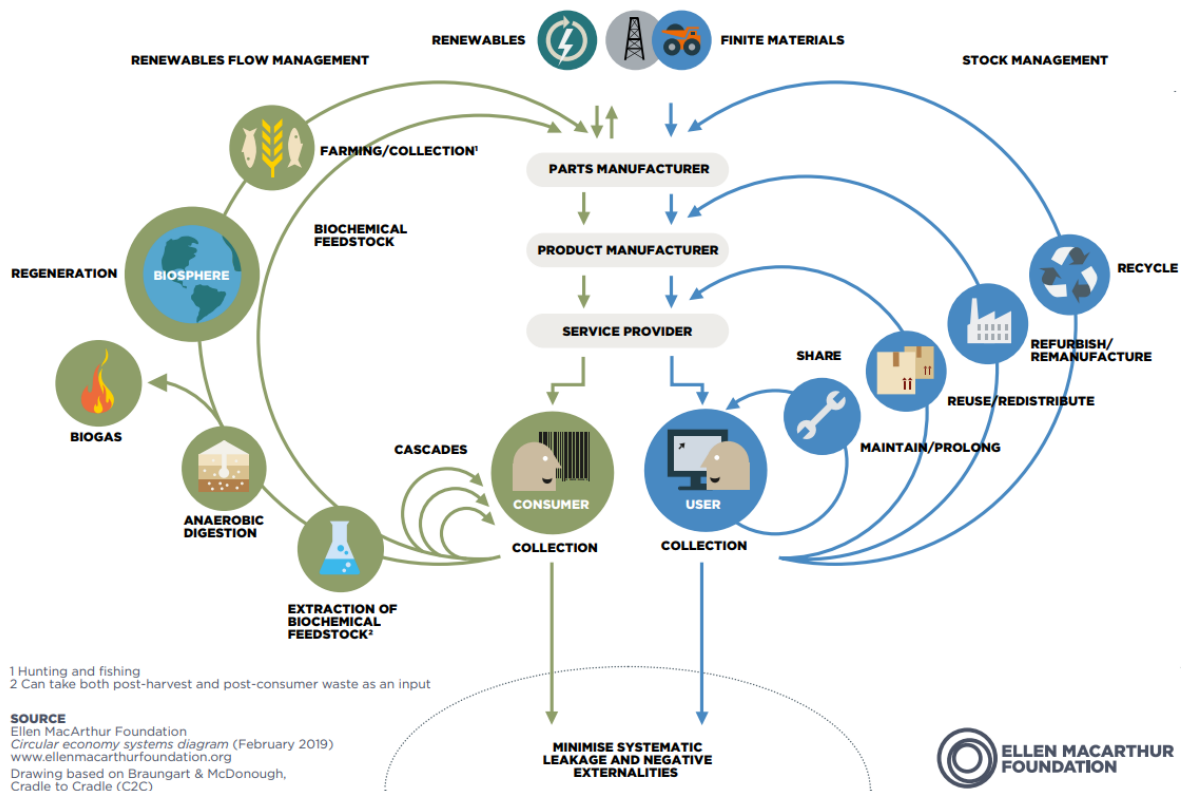 RENEWABLES
FINITE MATERIALS
RENEWABLES FLOW MANAGEMENT
STOCK MANAGEMENT
FARMING/COLLECTION¹
PARTS MANUFACTURER
BIOCHEMICAL
FEEDSTOCK
PRODUCT MANUFACTURER
REGENERATION
BIOSPHERE
RECYCLE
SERVICE PROVIDER
SHARE
REFURBISH/
REMANUFACTURE
REUSE/REDISTRIBUTE
BIOGAS
CASCADES
MAINTAIN/PROLONG
CONSUMER
USER
ANAEROBIC
DIGESTION
COLLECTION
COLLECTION
EXTRACTION OF
BIOCHEMICAL
FEEDSTOCK²
1 Hunting and fishing
2 Can take both post-harvest and post-consumer waste as an input
SOURCE
Ellen MacArthur Foundation
Circular economy systems diagram (February 2019)
www.ellenmacarthurfoundation.org
Drawing based on Braungart & McDonough,
Cradle to Cradle (C2C)
MINIMISE SYSTEMATIC
LEAKAGE AND NEGATIVE
EXTERNALITIES
ELLEN MACARTHUR
FOUNDATION